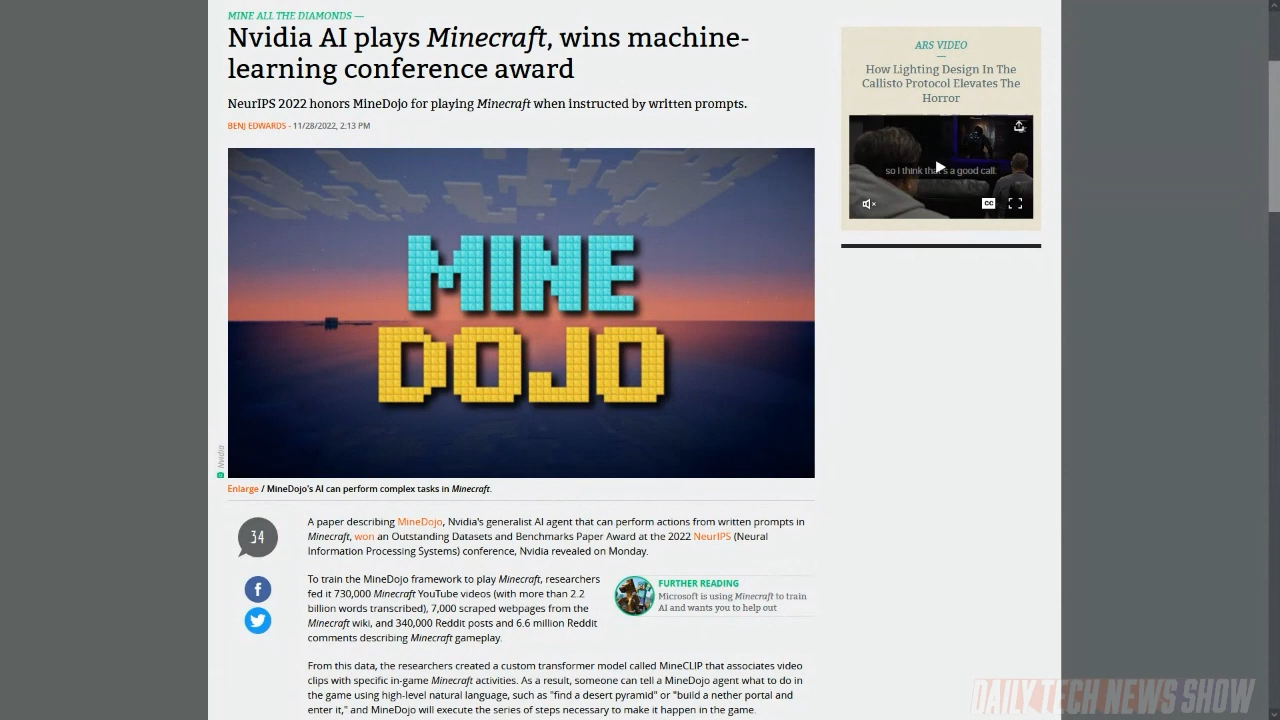 MINE ALL THE DIAMONDS —
Nvidia AI plays Minecraft, wins machine-
learning conference award
NeurIPS 2022 honors MineDojo for playing Minecraft when instructed by written prompts.
BENJ EDWARDS - 11/28/2022, 2:13 PM
MINE
DOJO
Nvidia
Enlarge / MineDojo's AI can perform complex tasks in Minecraft.
34
A paper describing MineDojo, Nvidia's generalist AI agent that can perform actions from written prompts in
Minecraft, won an Outstanding Datasets and Benchmarks Paper Award at the 2022 NeurIPS (Neural
Information Processing Systems) conference, Nvidia revealed on Monday.
To train the MineDojo framework to play Minecraft, researchers
fed it 730,000 Minecraft YouTube videos (with more than 2.2
billion words transcribed), 7,000 scraped webpages from the
Minecraft wiki, and 340,000 Reddit posts and 6.6 million Reddit
comments describing Minecraft gameplay.
FURTHER READING
Microsoft is using Minecraft to train
AI and wants you to help out
From this data, the researchers created a custom transformer model called MineCLIP that associates video
clips with specific in-game Minecraft activities. As a result, someone can tell a MineDojo agent what to do in
the game using high-level natural language, such as "find a desert pyramid" or "build a nether portal and
enter it," and MineDojo will execute the series of steps necessary to make it happen in the game.
ARS VIDEO
How Lighting Design In The
Callisto Protocol Elevates The
Horror
so I think that's a good call.
CC
DAILY TECH NEWS SHOW